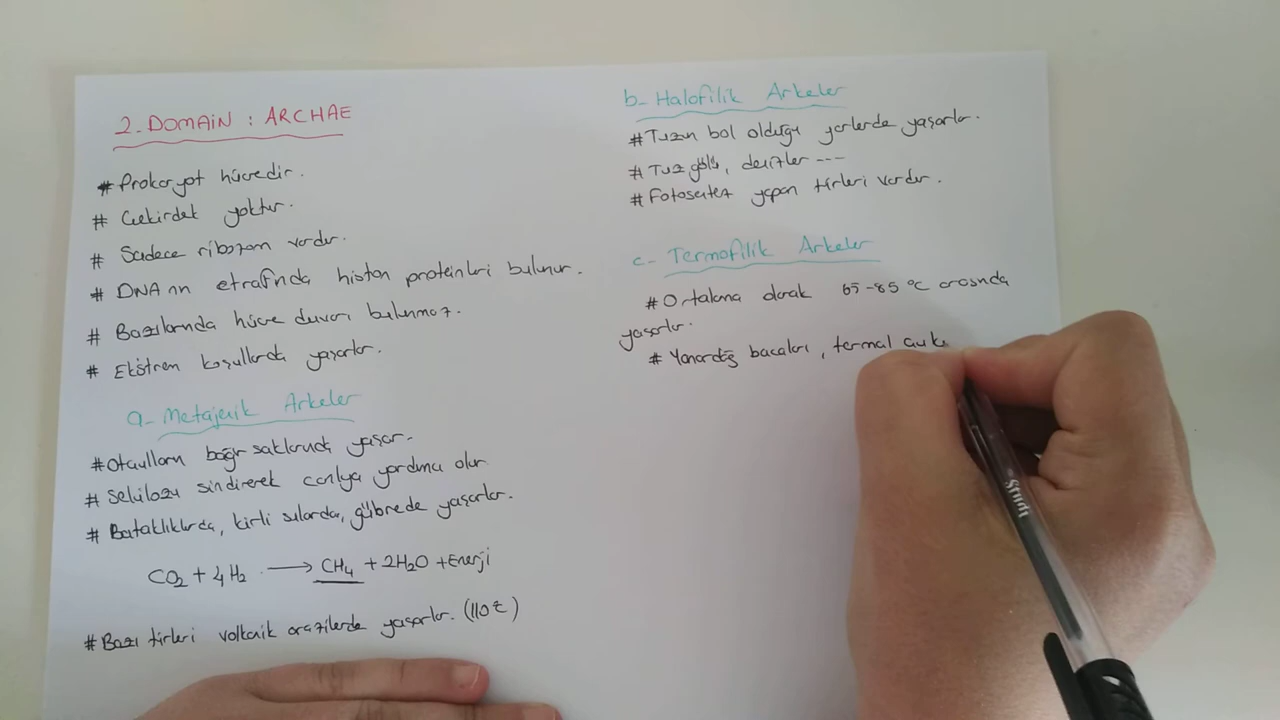 2. DOMAİN : ARCHAE
# Prokaryot hücredir.
# Çekirdek yoktur.
# Sadece ribozom vardır.
# DNA nın etrafında histon proteinleri bulunur.
# Bazılarında hücre duvarı bulunmaz.
# Ekstrem koşullarda yaşarlar.
a- Metajenik Arkeler
# Otçulların bağırsaklarında yaşar.
# Selülozu sindirerek canlıya yardımcı olur
# Bataklıklarda, kirli sularda, gübrede yaşarlar.
CO2 + 4H2 → CH4 + 2H2O + Enerji
# Bazı türleri volkanik arazilerde yaşarlar. (110 °C)
b- Halofilik Arkeler
# Tuzun bol olduğu yerlerde yaşarlar.
# Tuz gölü, denizler ---
# Fotosentez yapan türleri vardır.
c- Termofilik Arkeler
# Ortalama olarak 65-85 °C arasında
yaşarlar.
# Yanardağ bacaları, termal
Study